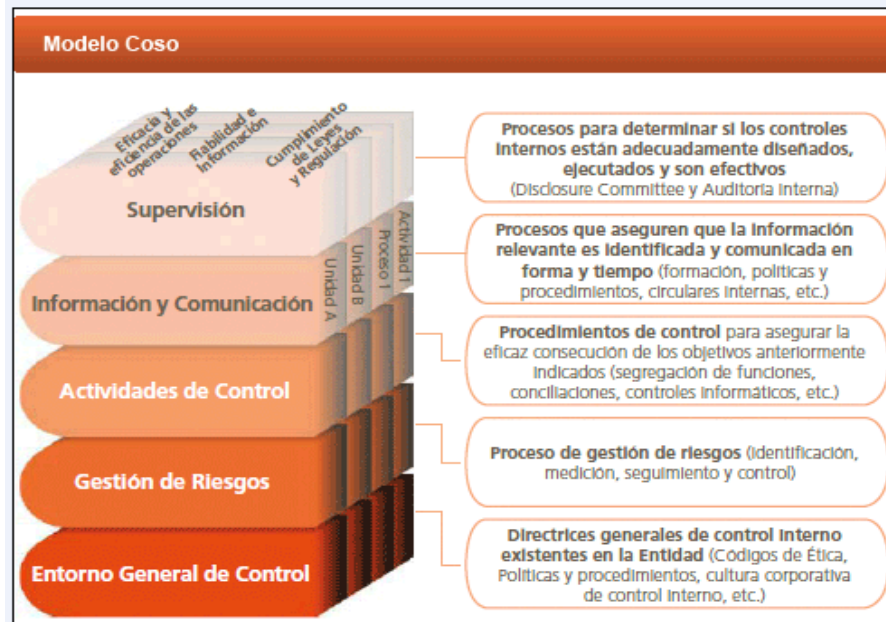 Modelo Coso
Eficacia y
eficiencia de las
operaciones
Fiabilidad e
Información
Cumplimiento
de Leyes
y Regulación
Supervisión
Información y Comunicación
Actividades de Control
Gestión de Riesgos
Entorno General de Control
Unidad A
Unidad B
Proceso 1
Actividad 1
Procesos para determinar si los controles
internos están adecuadamente diseñados,
ejecutados y son efectivos
(Disclosure Committee y Auditoría Interna)
Procesos que aseguren que la información
relevante es identificada y comunicada en
forma y tiempo (formación, políticas y
procedimientos, circulares internas, etc.)
Procedimientos de control para asegurar la
eficaz consecución de los objetivos anteriormente
indicados (segregación de funciones,
conciliaciones, controles informáticos, etc.)
Proceso de gestión de riesgos (identificación,
medición, seguimiento y control)
Directrices generales de control interno
existentes en la Entidad (Códigos de Ética,
Políticas y procedimientos, cultura corporativa
de control interno, etc.)